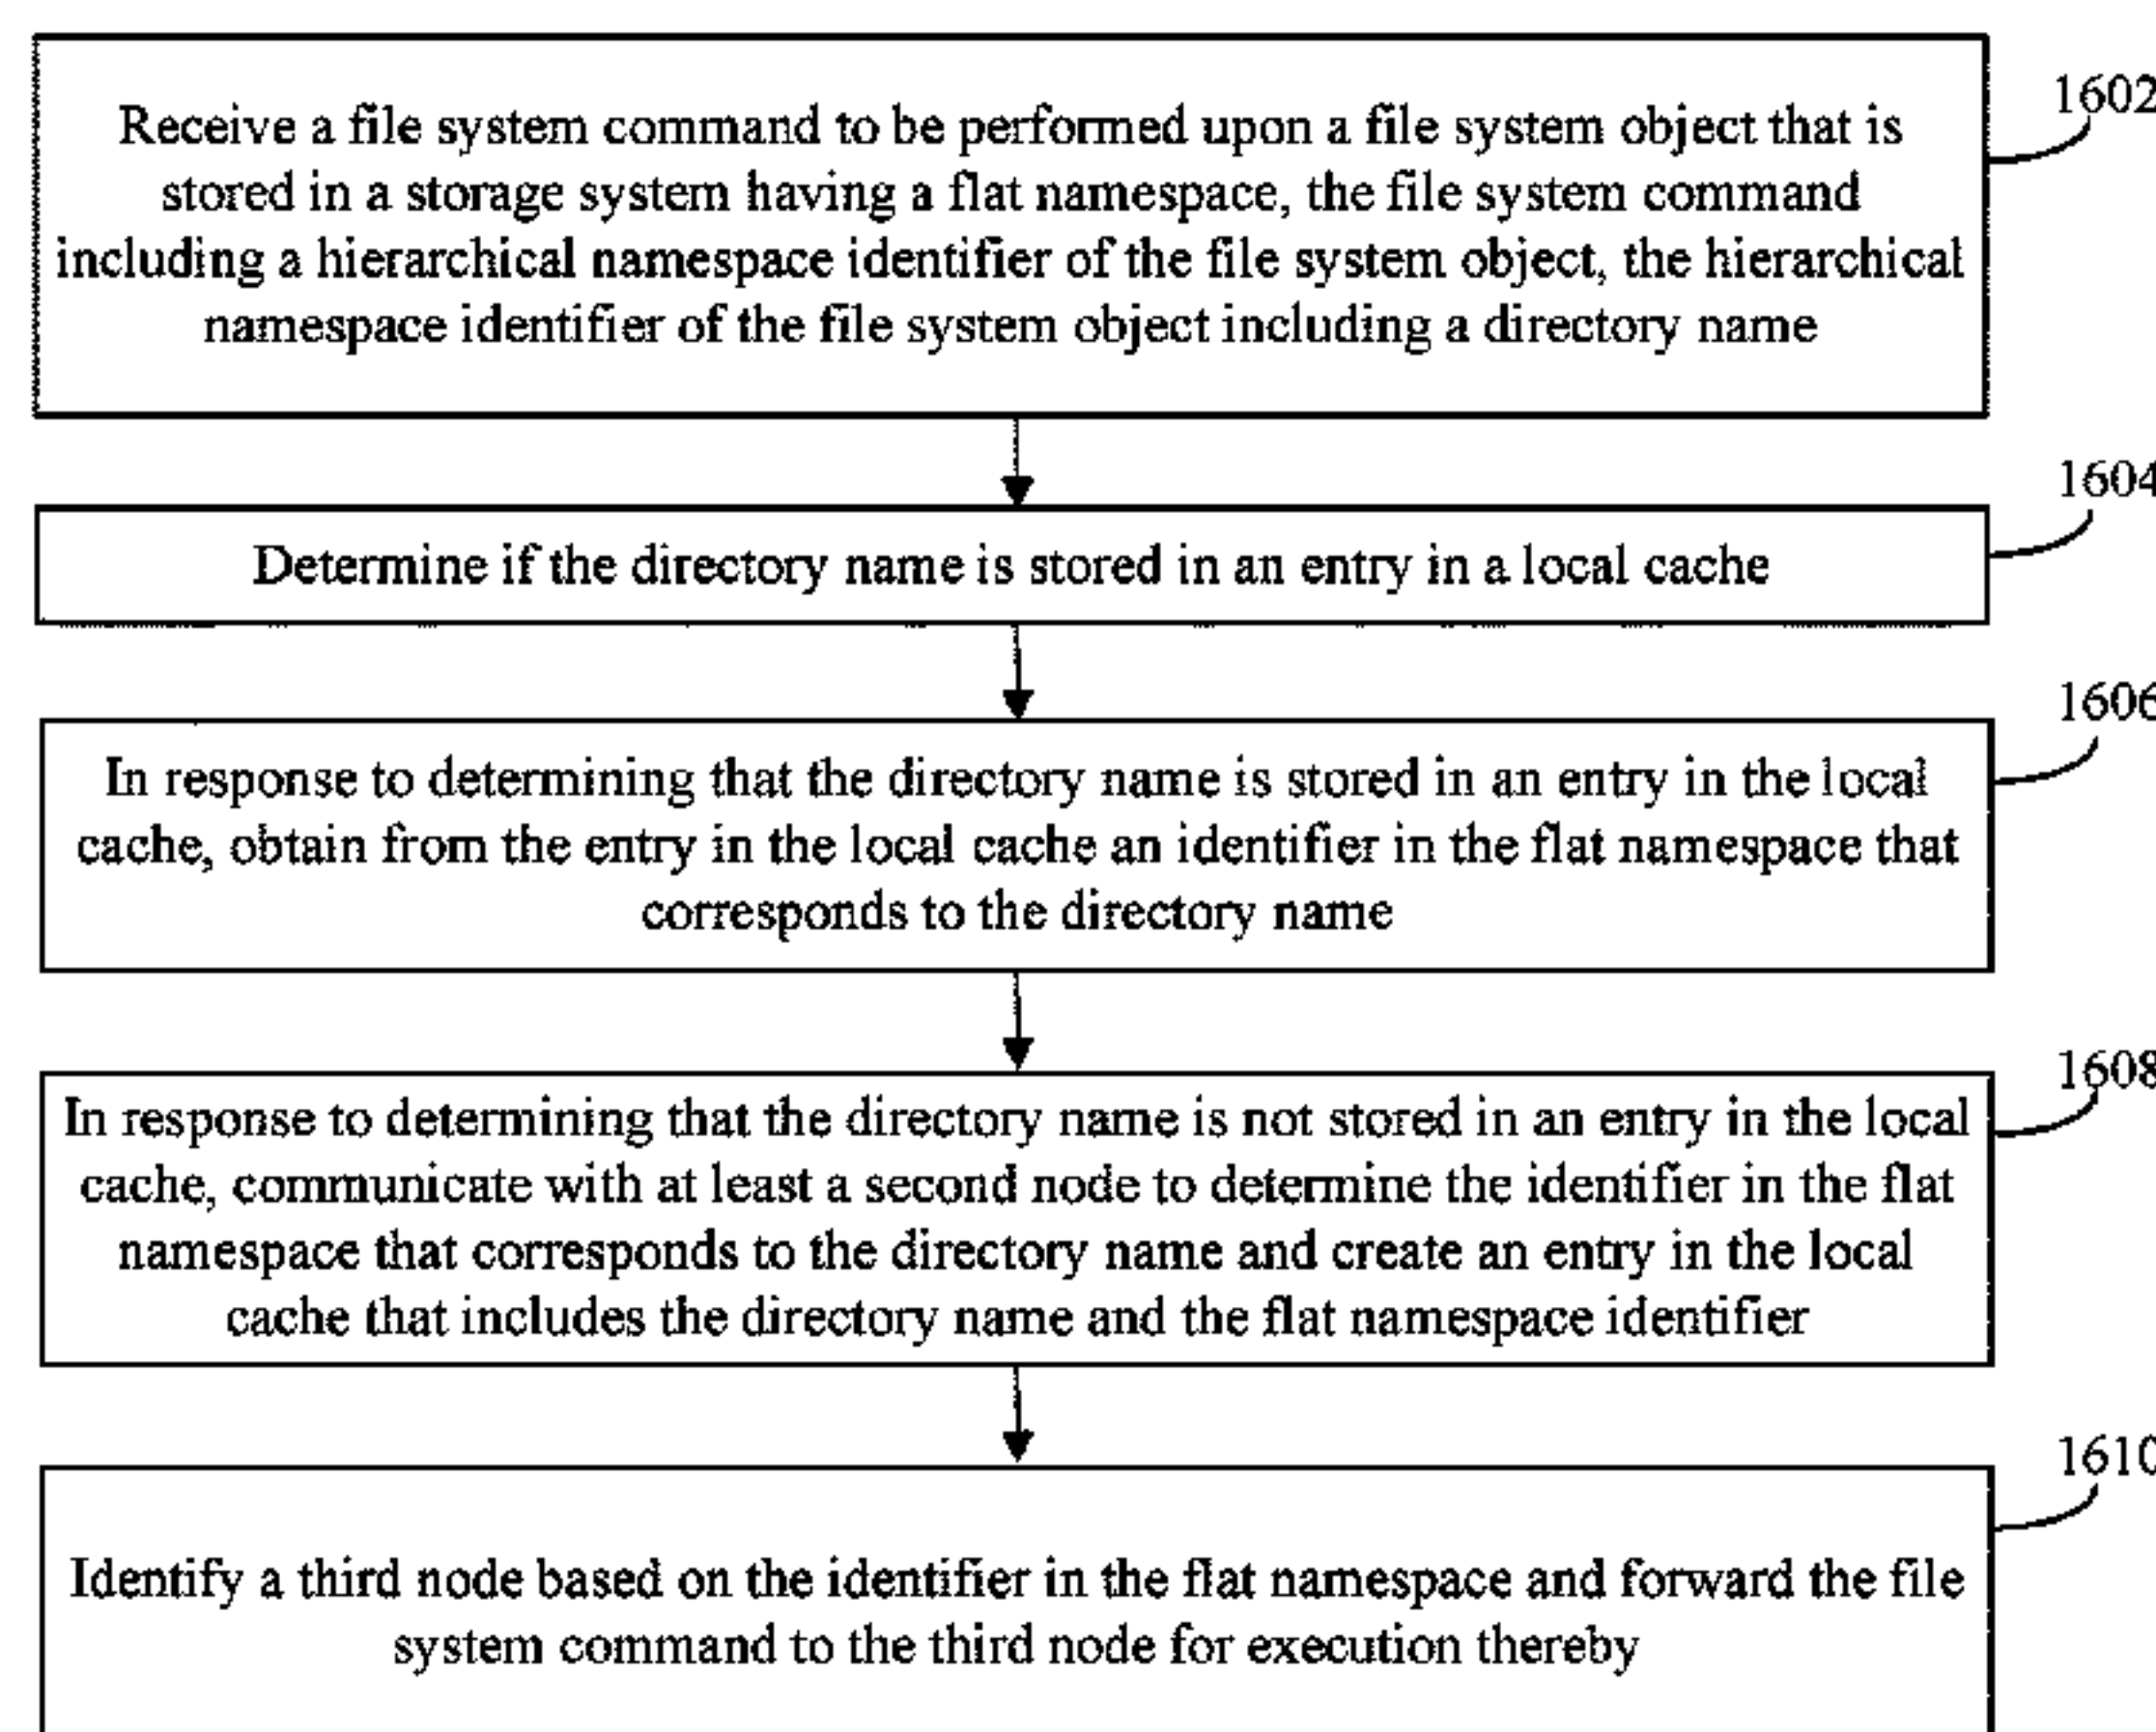 1602
Receive a file system command to be performed upon a file system object that is
stored in a storage system having a flat namespace, the file system command
including a hierarchical namespace identifier of the file system object, the hierarchical
namespace identifier of the file system object including a directory name
1604
Determine if the directory name is stored in an entry in a local cache
1606
In response to determining that the directory name is stored in an entry in the local
cache, obtain from the entry in the local cache an identifier in the flat namespace that
corresponds to the directory name
1608
In response to determining that the directory name is not stored in an entry in the local
cache, communicate with at least a second node to determine the identifier in the flat
namespace that corresponds to the directory name and create an entry in the local
cache that includes the directory name and the flat namespace identifier
1610
Identify a third node based on the identifier in the flat namespace and forward the file
system command to the third node for execution thereby